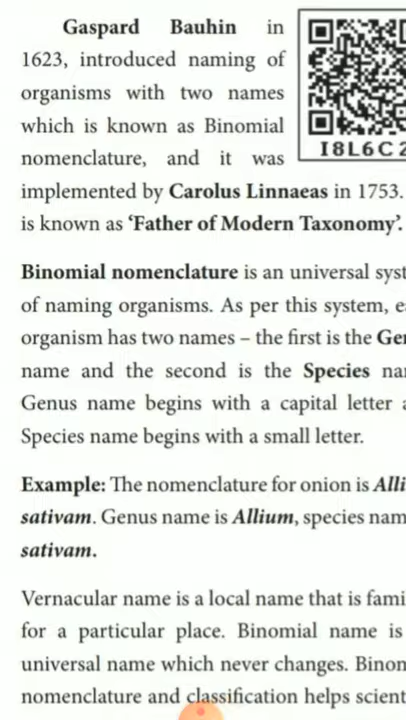 Gaspard Bauhin in
1623, introduced naming of
organisms with two names
which is known as Binomial
nomenclature, and it was
I8L6C2
implemented by Carolus Linnaeas in 1753.
is known as ‘Father of Modern Taxonomy’.
Binomial nomenclature is an universal syst
of naming organisms. As per this system, e
organism has two names – the first is the Gen
name and the second is the Species nam
Genus name begins with a capital letter a
Species name begins with a small letter.
Example: The nomenclature for onion is Alli
sativam. Genus name is Allium, species nam
sativam.
Vernacular name is a local name that is fami
for a particular place. Binomial name is
universal name which never changes. Binon
nomenclature and classification helps scient